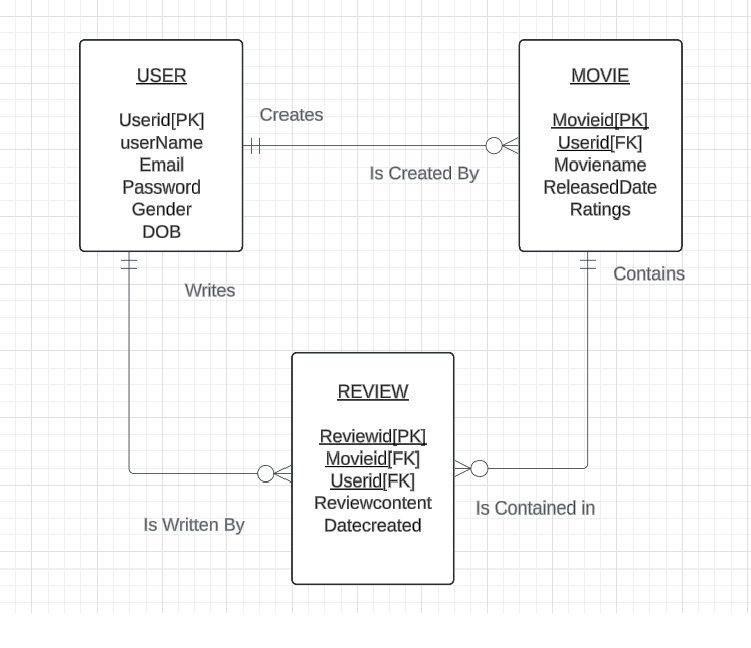 USER
Userid[PK]
userName
Email
Password
Gender
DOB
Creates
Is Created By
MOVIE
Movieid[PK]
Userid[FK]
Moviename
ReleasedDate
Ratings
Writes
Contains
REVIEW
Reviewid[PK]
Movieid[FK]
Userid[FK]
Reviewcontent
Datecreated
Is Written By
Is Contained in